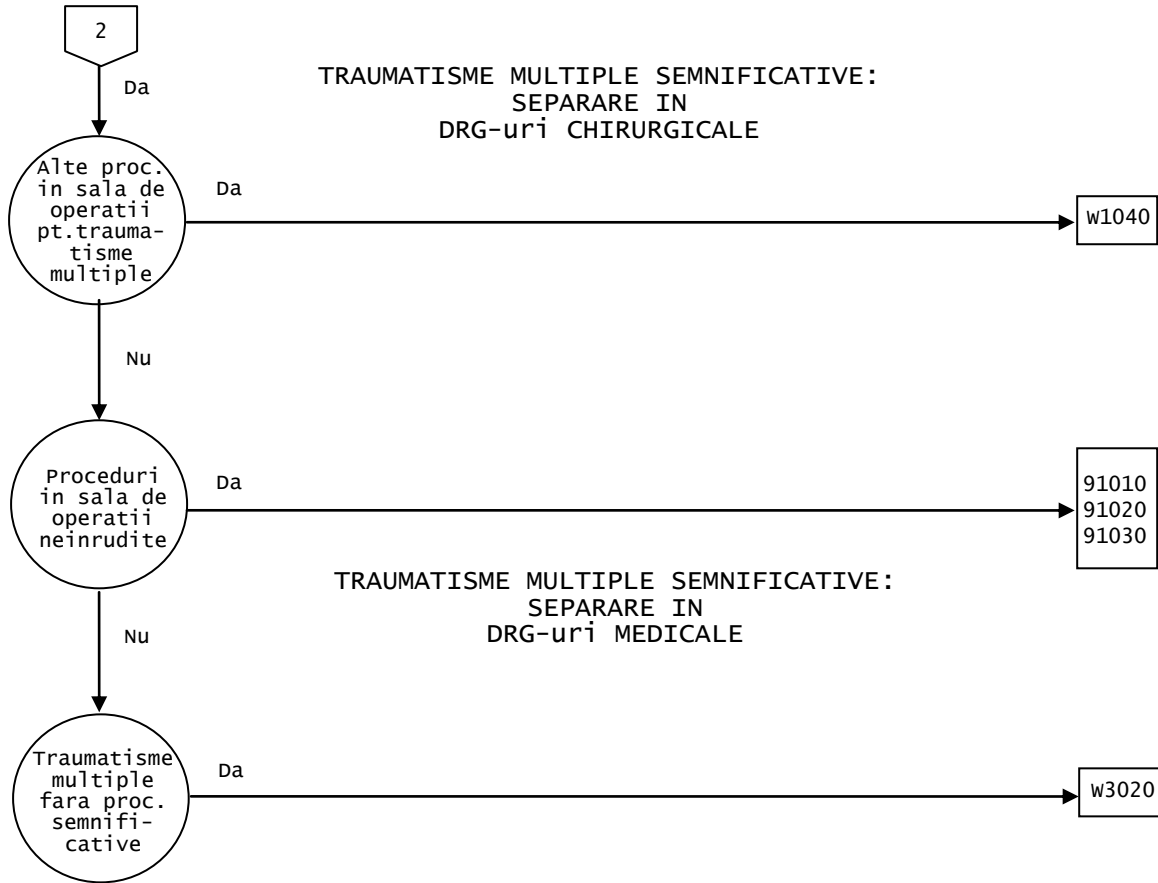 2
Da
TRAUMATISME MULTIPLE SEMNIFICATIVE:
SEPARARE IN
DRG-uri CHIRURGICALE
Alte proc.
in sala de
operatii
pt.trauma-
tisme
multiple
Da
W1040
Nu
Proceduri
in sala de
operatii
neinrudite
Da
91010
91020
91030
TRAUMATISME MULTIPLE SEMNIFICATIVE:
SEPARARE IN
DRG-uri MEDICALE
Nu
Traumatisme
multiple
fara proc.
semnifi-
cative
Da
W3020